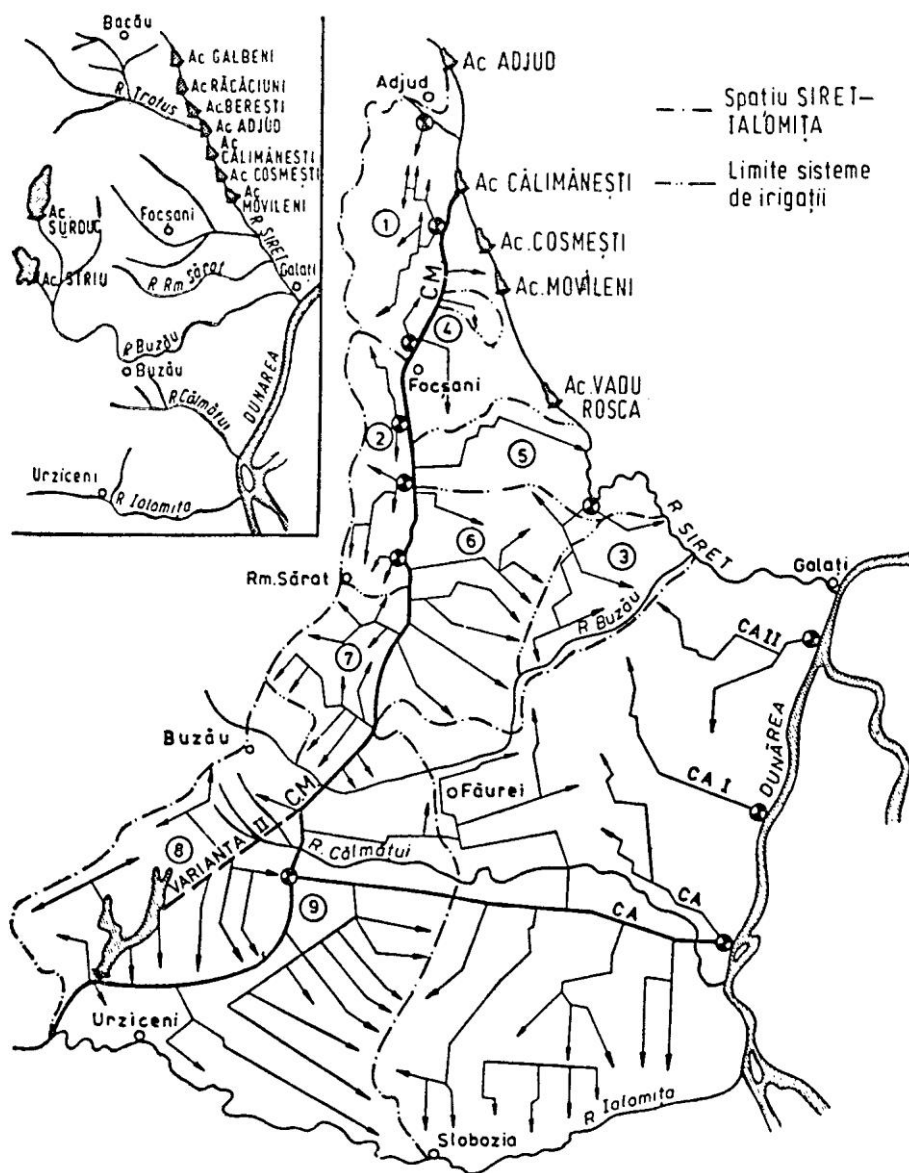 Bacău
Ac GALBENI
Ac RĂCĂCIUNI
Ac BEREȘTI
R Trotuș
Ac ADJUD
Ac
CĂLIMĂNEȘTI
Ac COSMEȘTI
Ac
MOVILENI
Ac.
SURDUC
Focșani
R SIRET
Ac SIRIU
R Rm. Sărat
Galați
R Buzău
Buzău
R. Călmățui
DUNAREA
Urziceni
R Ialomița
Ac ADJUD
Adjud
Spațiu SIRET–
IALOMIȚA
Ac CĂLIMĂNEȘTI
Limite sisteme
de irigații
1
C.M
Ac. COSMEȘTI
Ac. MOVILENI
4
Focșani
Ac. VADU
ROSCA
2
5
6
3
R SIRET
Rm. Sărat
Galați
R Buzău
CA II
7
Buzău
DUNĂREA
CA I
C.M
Făurei
VARIANTA II
8
R. Călmățui
CA
9
CA
Urziceni
R Ialomița
Slobozia